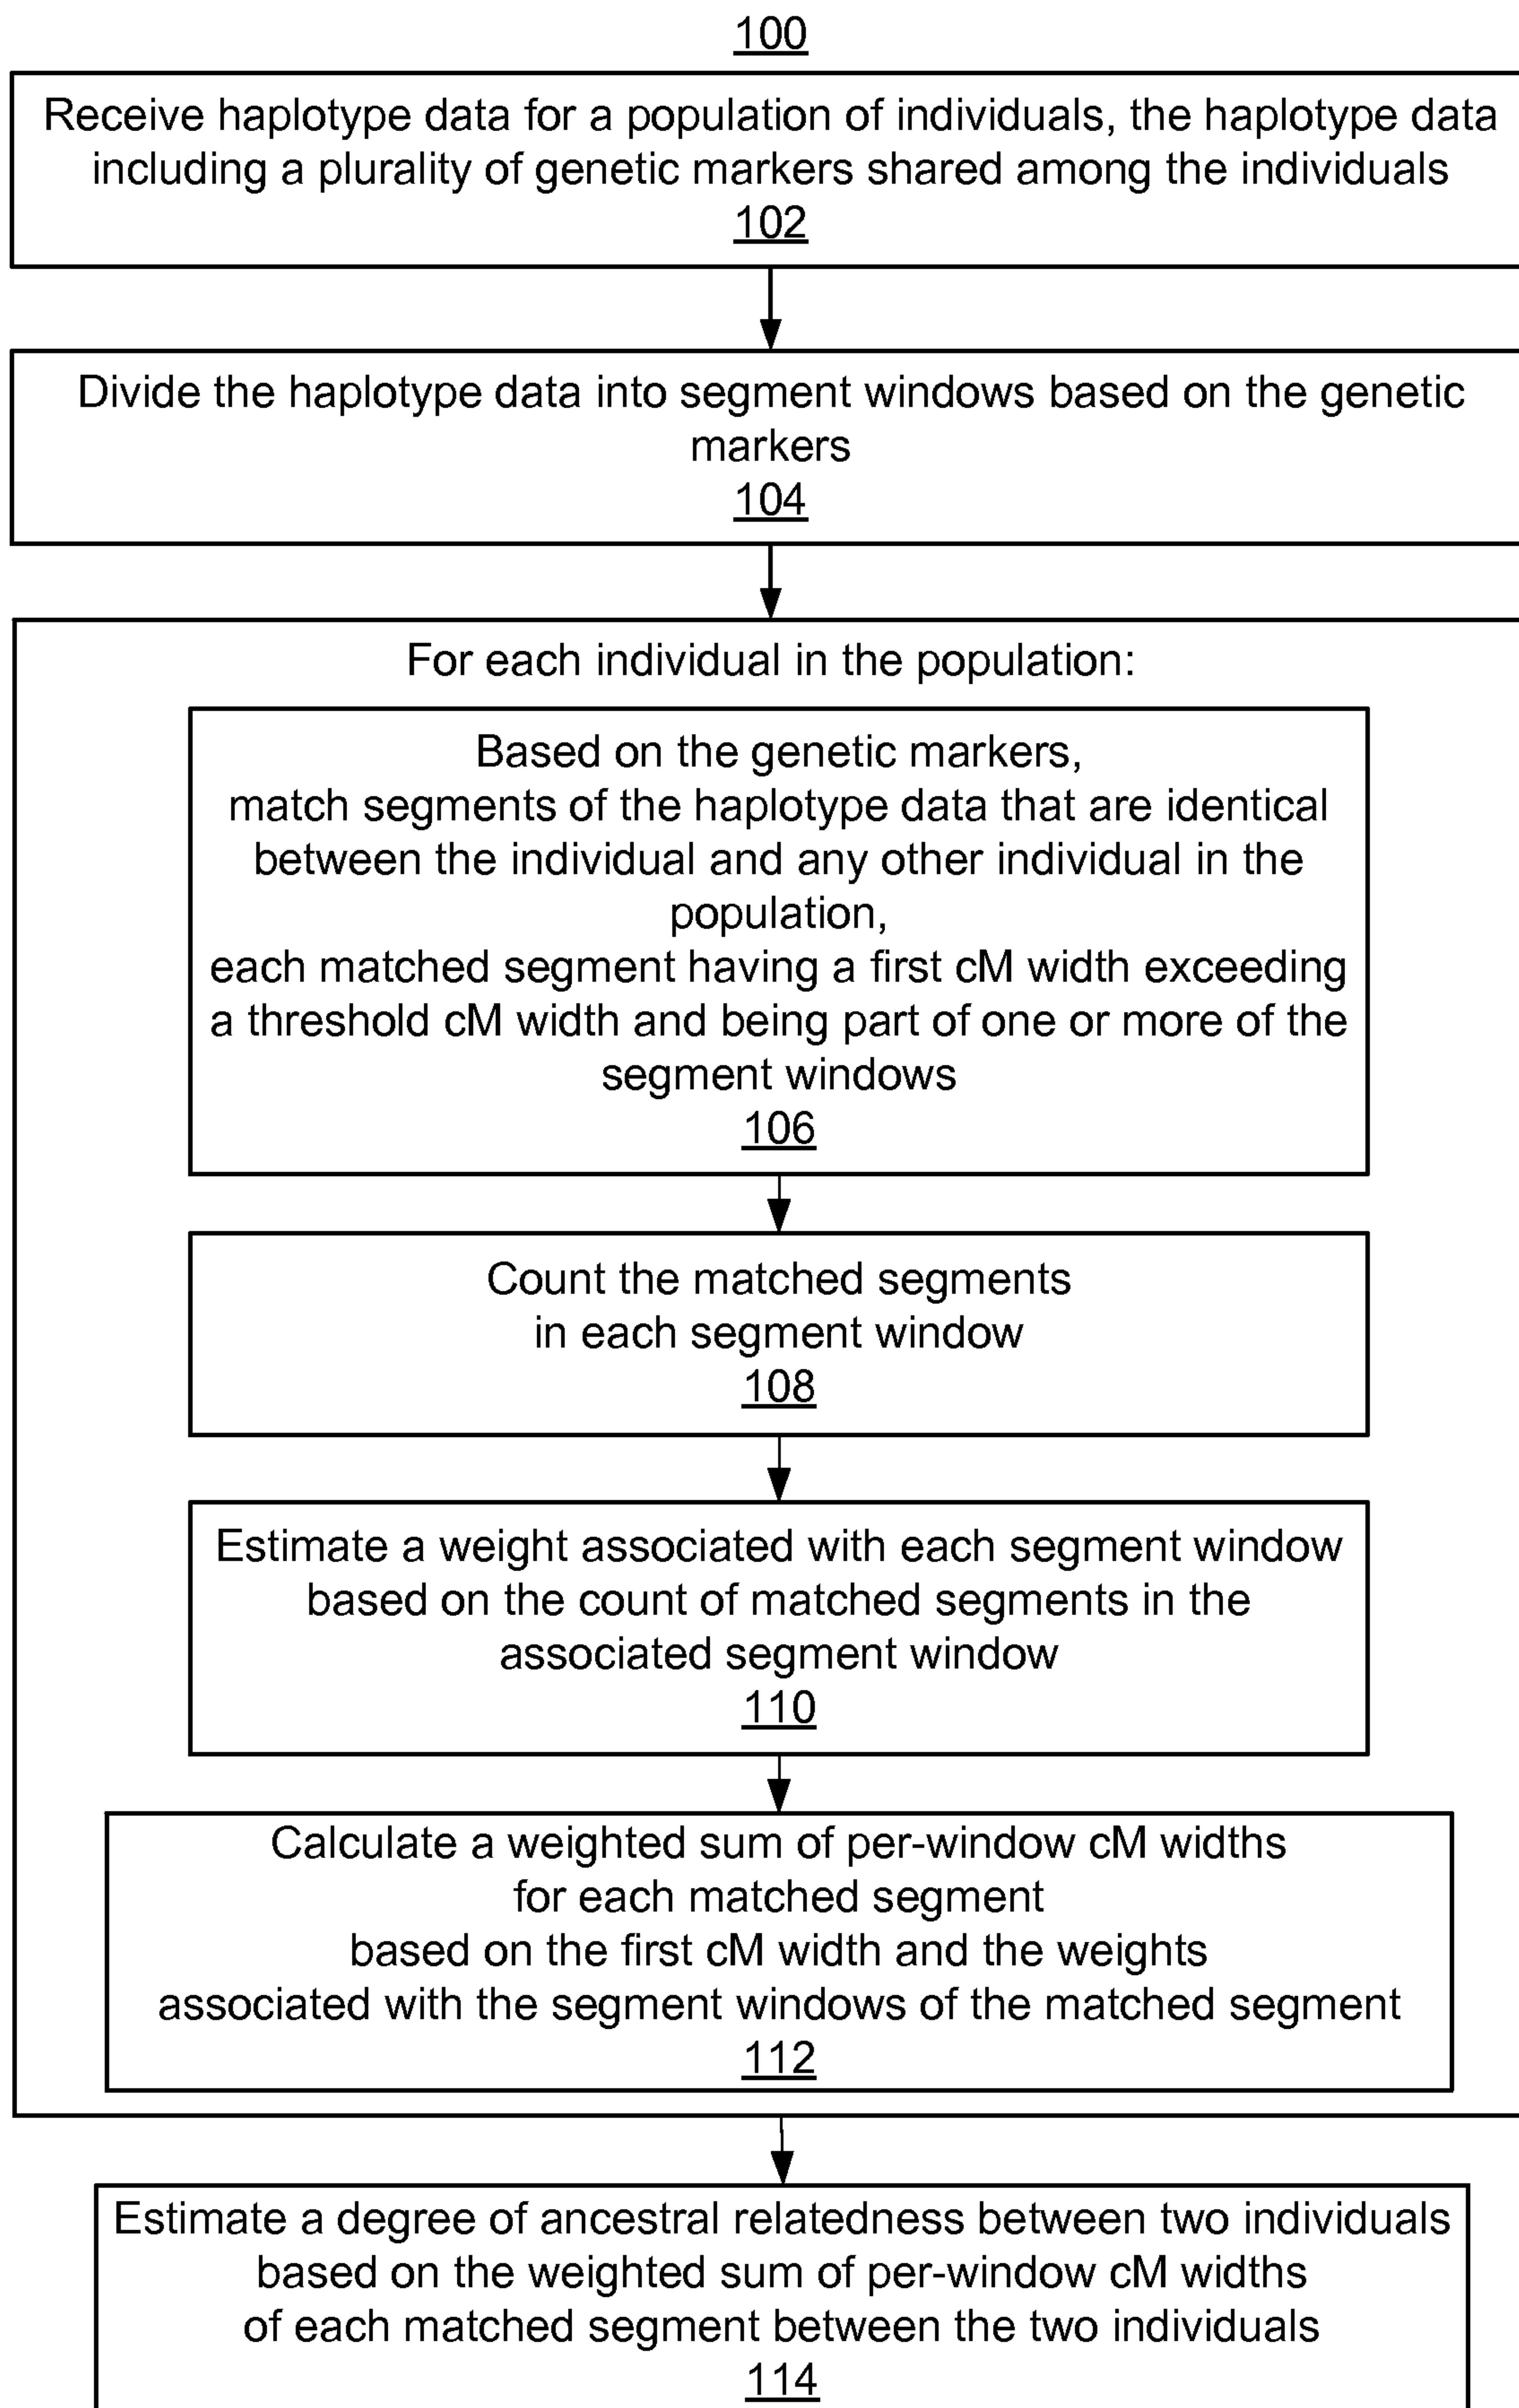 100
Receive haplotype data for a population of individuals, the haplotype data
including a plurality of genetic markers shared among the individuals
102
Divide the haplotype data into segment windows based on the genetic
markers
104
For each individual in the population:
Based on the genetic markers,
match segments of the haplotype data that are identical
between the individual and any other individual in the
population,
each matched segment having a first cM width exceeding
a threshold cM width and being part of one or more of the
segment windows
106
Count the matched segments
in each segment window
108
Estimate a weight associated with each segment window
based on the count of matched segments in the
associated segment window
110
Calculate a weighted sum of per-window cM widths
for each matched segment
based on the first cM width and the weights
associated with the segment windows of the matched segment
112
Estimate a degree of ancestral relatedness between two individuals
based on the weighted sum of per-window cM widths
of each matched segment between the two individuals
114